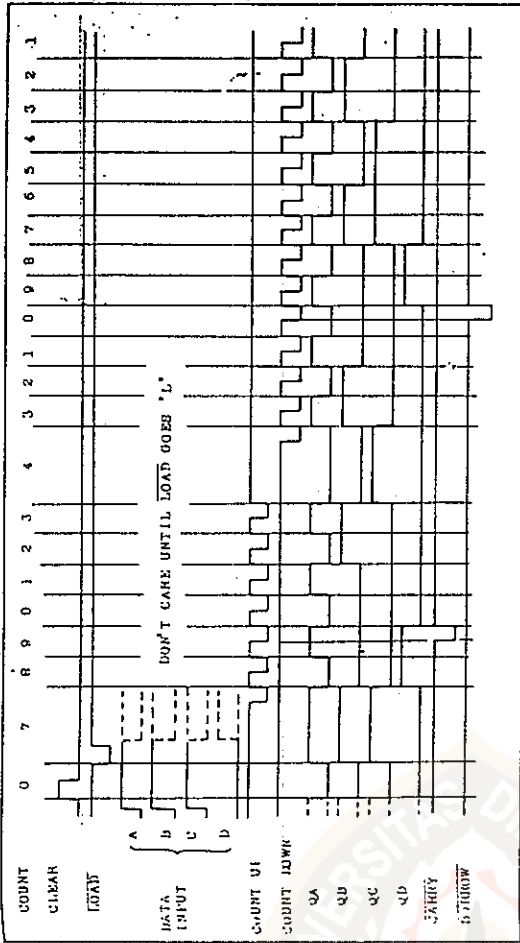 COUNT 0 7 8 9 0 1 2 3 4 3 2 1 0 9 8 7 6 5 4 3 2 1
CLEAR
LOAD
DATA
INPUT
A
B
C
D
DON'T CARE UNTIL LOAD GOES "L"
COUNT
COUNT DOWN
QA
QB
QC
QD
CARRY
BORROW
ERSITAS D